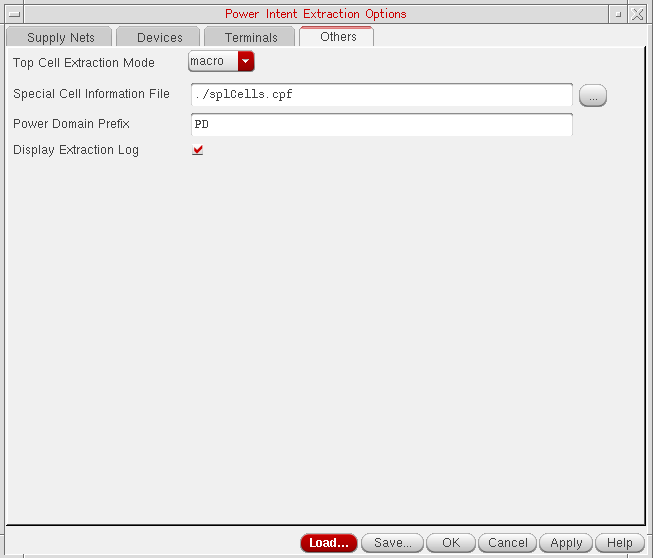 Power Intent Extraction Options
Supply Nets Devices Terminals Others
Top Cell Extraction Mode macro
Special Cell Information File ./splCells.cpf ...
Power Domain Prefix PD
Display Extraction Log
Load... Save... OK Cancel Apply Help